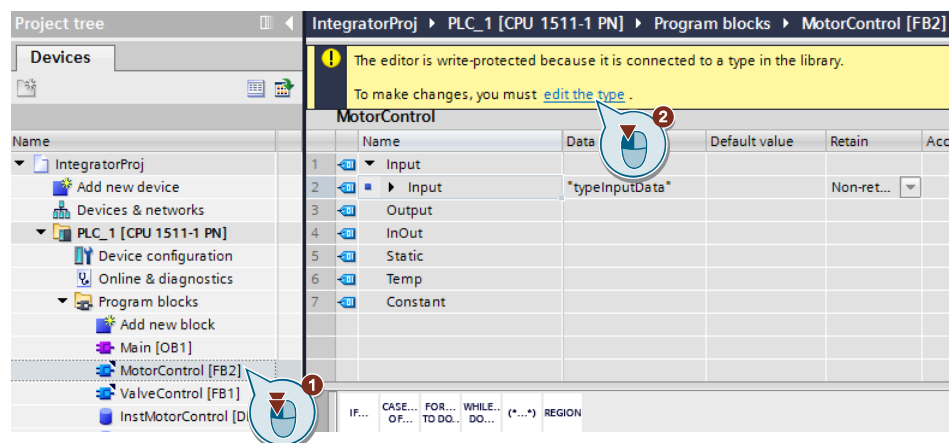 Project tree
IntegratorProj PLC_1 [CPU 1511-1 PN] Program blocks MotorControl [FB2]
Devices
The editor is write-protected because it is connected to a type in the library.
To make changes, you must edit the type .
2
MotorControl
Name
Name Data Default value Retain Acc
IntegratorProj
1 Input
Add new device
2 Input "typeInputData" Non-ret...
Devices & networks
3 Output
PLC_1 [CPU 1511-1 PN]
4 InOut
Device configuration
5 Static
Online & diagnostics
6 Temp
Program blocks
7 Constant
Add new block
Main [OB1]
MotorControl [FB2]
1
ValveControl [FB1]
InstMotorControl [D
IF... CASE... FOR... WHILE.. (*...*) REGION
OF... TO DO.. DO...